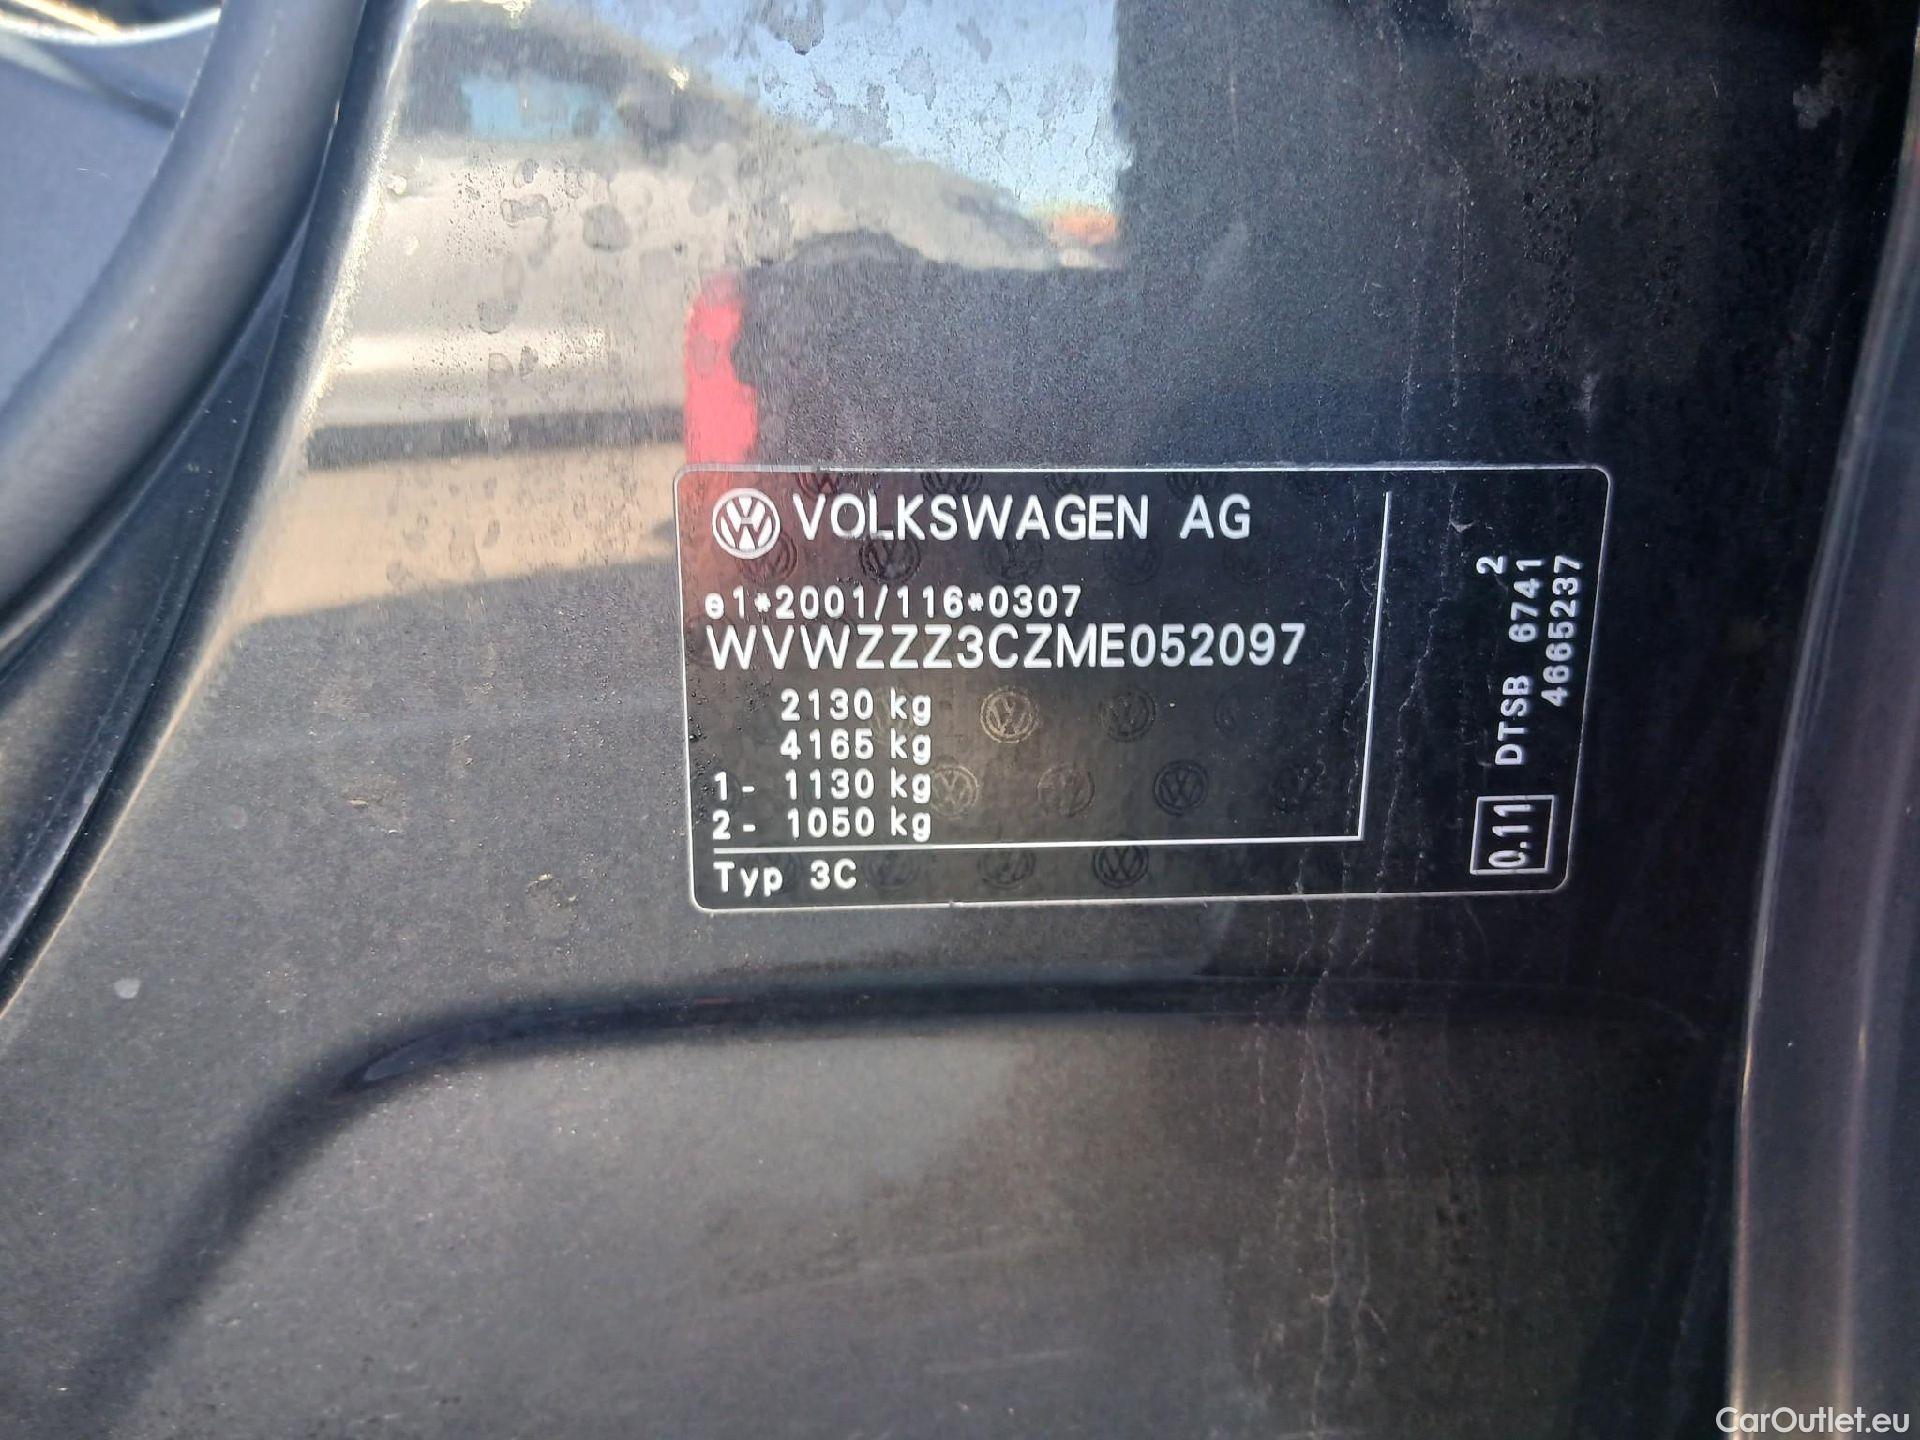 VOLKSWAGEN AG
e1*2001/116*0307
WVWZZZ3CZME052097
2130 kg
4165 kg
1- 1130 kg
2- 1050 kg
Typ 3C
2
DTSB 6741
4665237
0.11
CarOutlet.eu